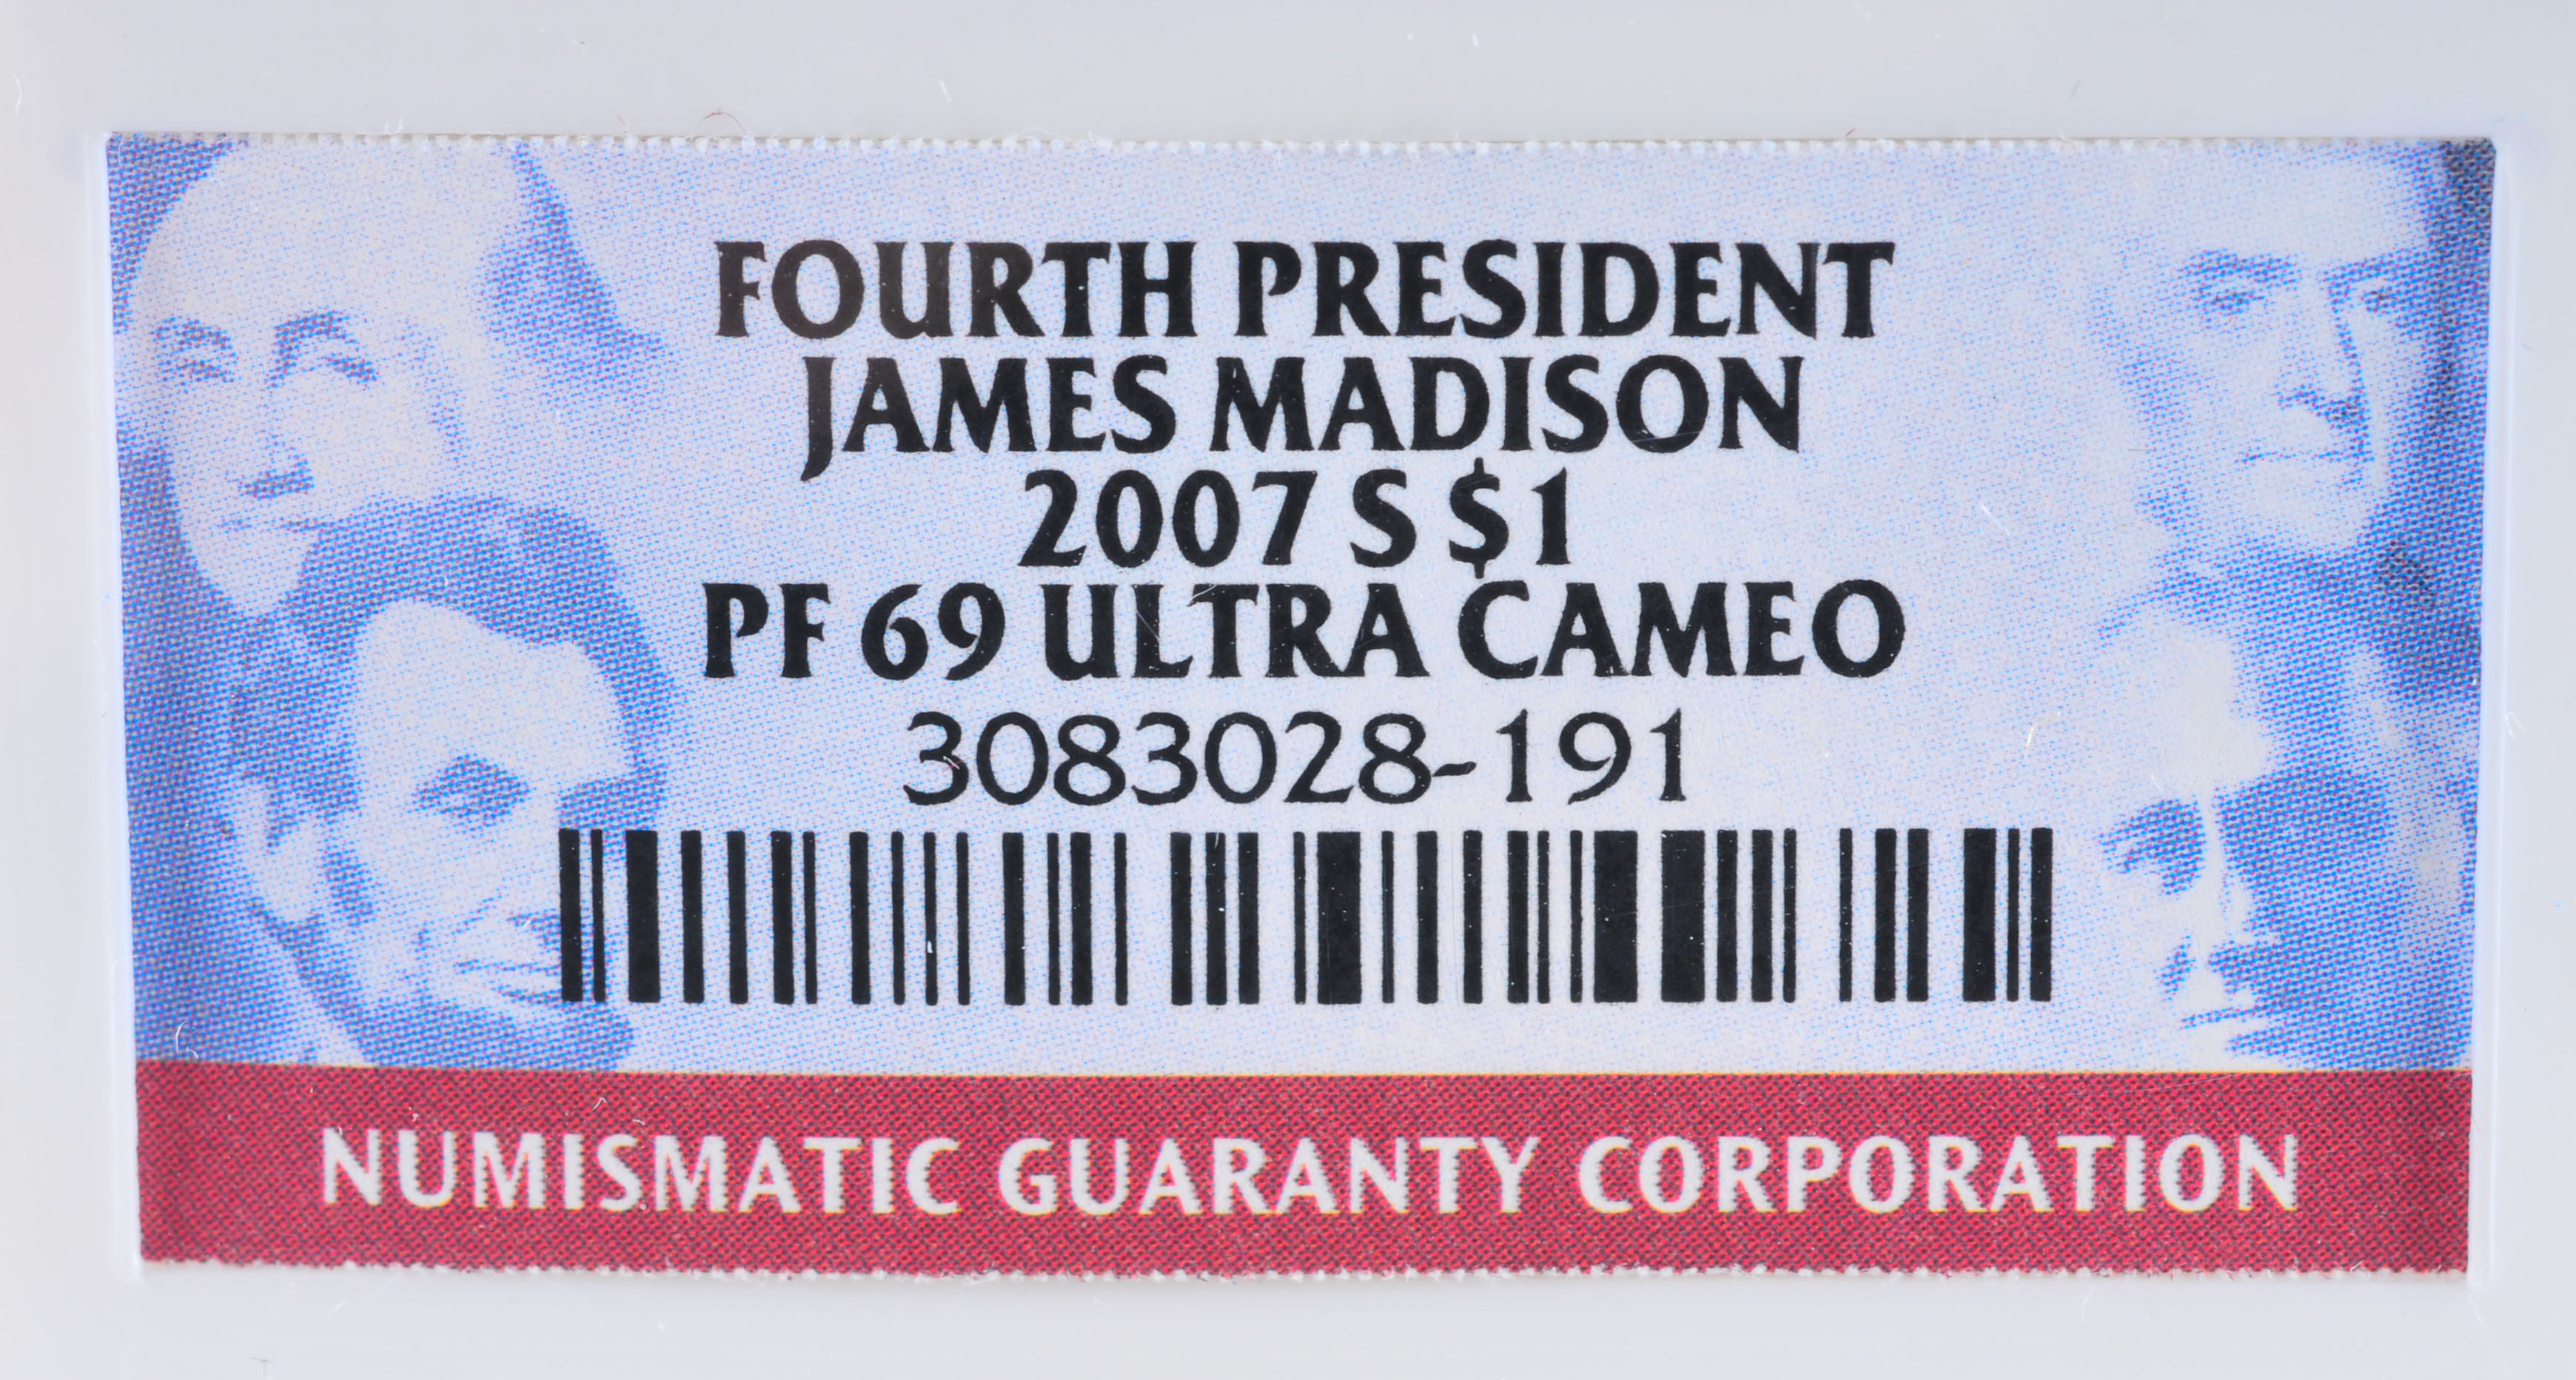 FOURTH PRESIDENT
JAMES MADISON
2007 S $1
PF 69 ULTRA CAMEO
3083028-191
NUMISMATIC GUARANTY CORPORATION